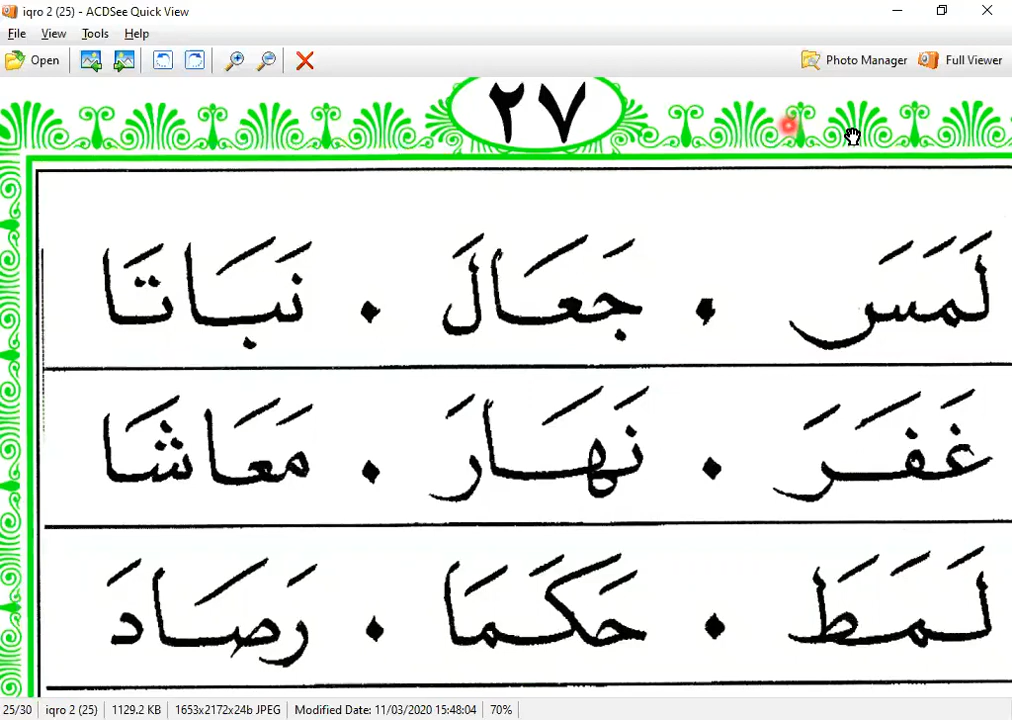 iqro 2 (25) - ACDSee Quick View
File View Tools Help
Open Photo Manager Full Viewer
٢٧
لَمَسَ . جَعَالَ . نَبَاتَا
غَفَرَ . نَهَارَ . مَعَاشَا
لَمَطَ . حَكَمَا . رَصَادَ
25/30 iqro 2 (25) 1129.2 KB 1653x2172x24b JPEG Modified Date: 11/03/2020 15:48:04 70%